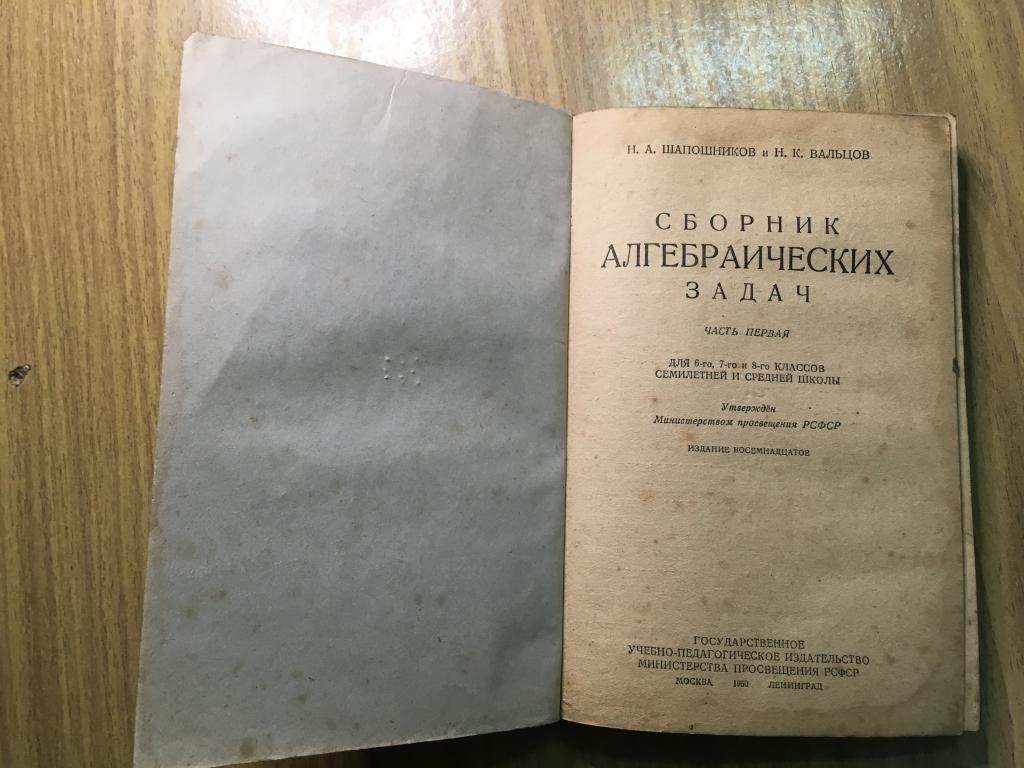 Н. А. ШАПОШНИКОВ и Н. К. ВАЛЬЦОВ
СБОРНИК
АЛГЕБРАИЧЕСКИХ
ЗАДАЧ
ЧАСТЬ ПЕРВАЯ
ДЛЯ 6-го, 7-го и 8-го КЛАССОВ
СЕМИЛЕТНЕЙ И СРЕДНЕЙ ШКОЛЫ
Утверждён
Министерством просвещения РСФСР
ИЗДАНИЕ ВОСЕМНАДЦАТОЕ
ГОСУДАРСТВЕННОЕ
УЧЕБНО-ПЕДАГОГИЧЕСКОЕ ИЗДАТЕЛЬСТВО
МИНИСТЕРСТВА ПРОСВЕЩЕНИЯ РСФСР
МОСКВА 1950 ЛЕНИНГРАД